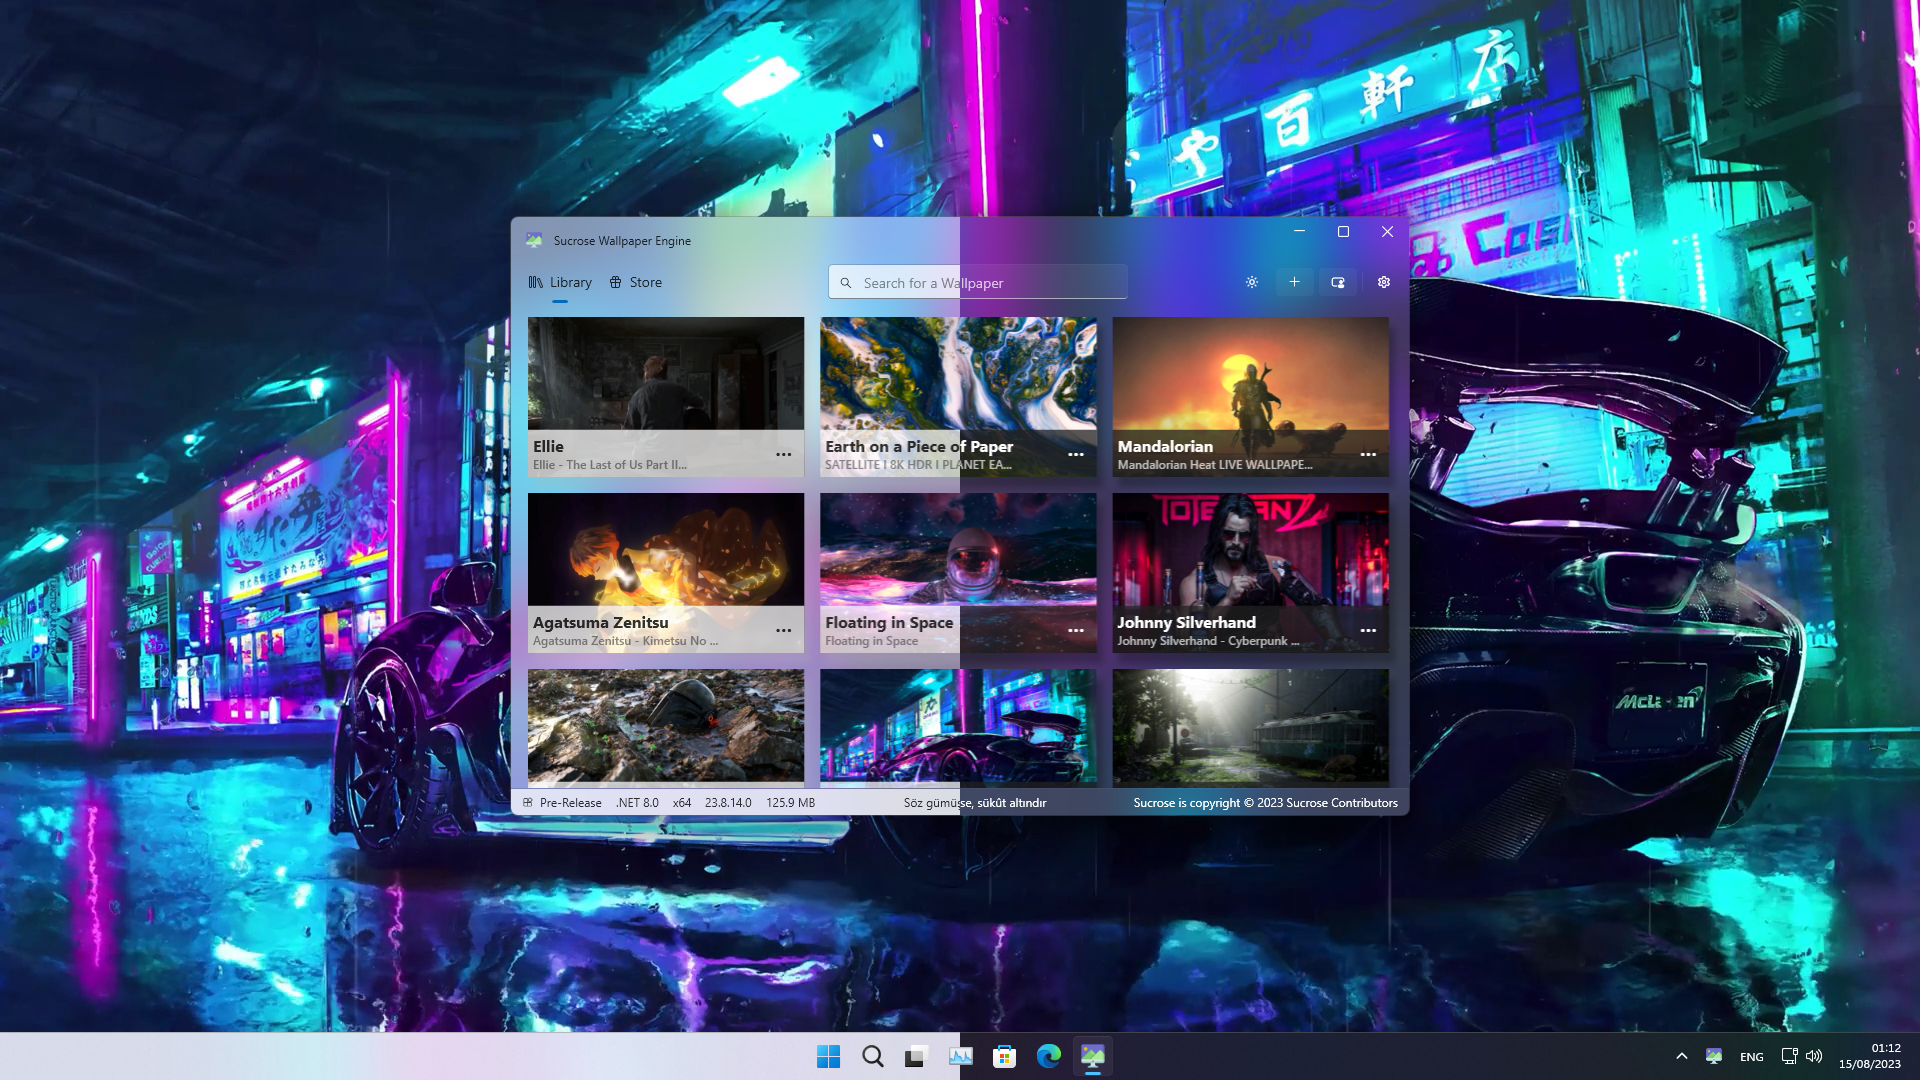 や百軒店
Sucrose Wallpaper Engine
Library
Store
Search for a Wallpaper
Ellie
Ellie - The Last of Us Part II...
Earth on a Piece of Paper
SATELLITE I 8K HDR I PLANET EA...
Mandalorian
Mandalorian Heat LIVE WALLPAPE...
Agatsuma Zenitsu
Agatsuma Zenitsu - Kimetsu No ...
Floating in Space
Floating in Space
Johnny Silverhand
Johnny Silverhand - Cyberpunk ...
Pre-Release .NET 8.0 x64 23.8.14.0 125.9 MB
Söz gümüşse, sükût altındır
Sucrose is copyright © 2023 Sucrose Contributors
ENG
01:12
15/08/2023